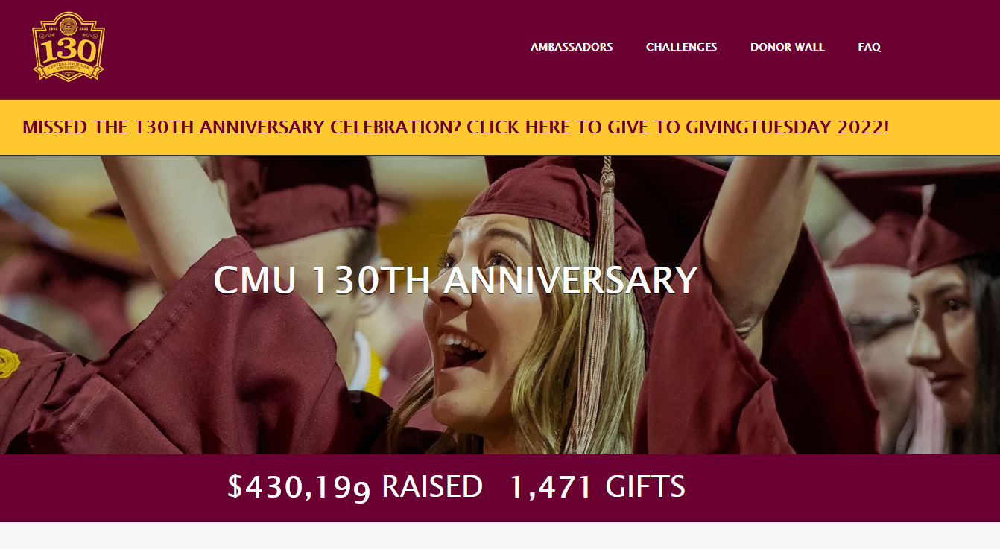 1892 2022
130
CENTRAL MICHIGAN
UNIVERSITY
AMBASSADORS CHALLENGES DONOR WALL FAQ
MISSED THE 130TH ANNIVERSARY CELEBRATION? CLICK HERE TO GIVE TO GIVINGTUESDAY 2022!
CMU 130TH ANNIVERSARY
$430,199 RAISED 1,471 GIFTS